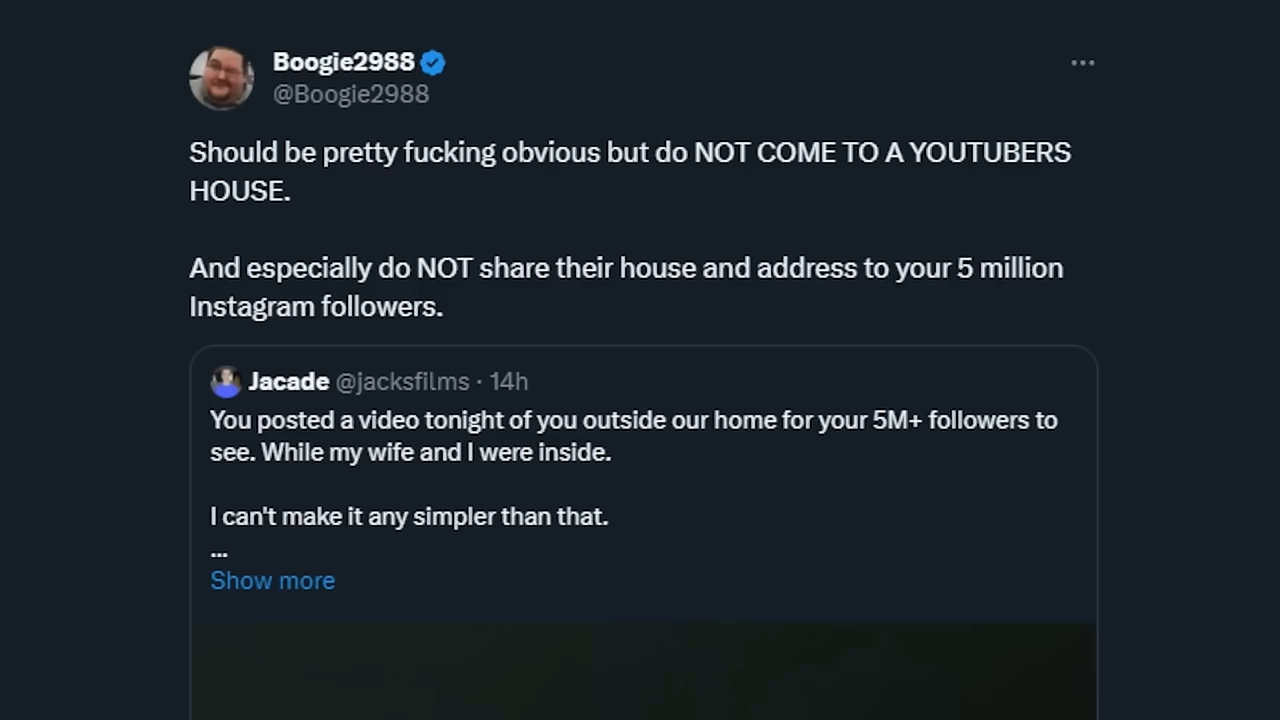 Boogie2988
@Boogie2988
Should be pretty fucking obvious but do NOT COME TO A YOUTUBERS
HOUSE.
And especially do NOT share their house and address to your 5 million
Instagram followers.
Jacade @jacksfilms · 14h
You posted a video tonight of you outside our home for your 5M+ followers to
see. While my wife and I were inside.
I can't make it any simpler than that.
...
Show more